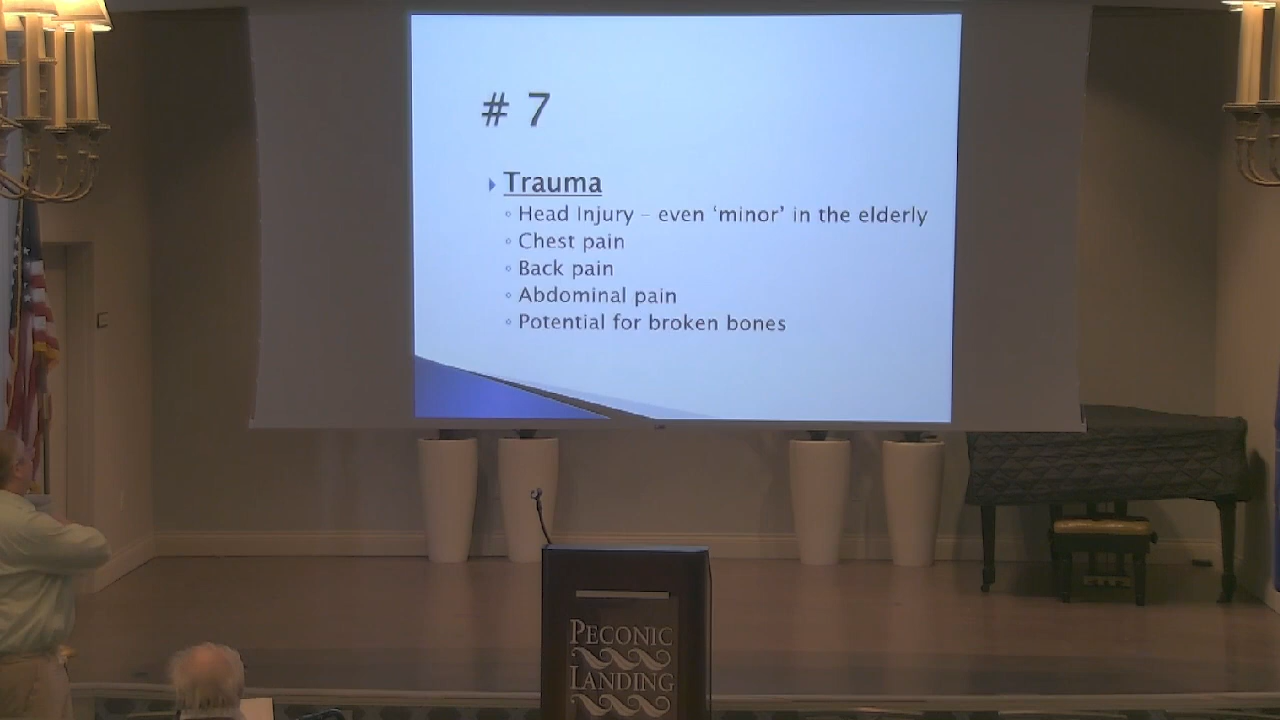 # 7
Trauma
Head Injury – even ‘minor’ in the elderly
Chest pain
Back pain
Abdominal pain
Potential for broken bones
PECONIC
LANDING